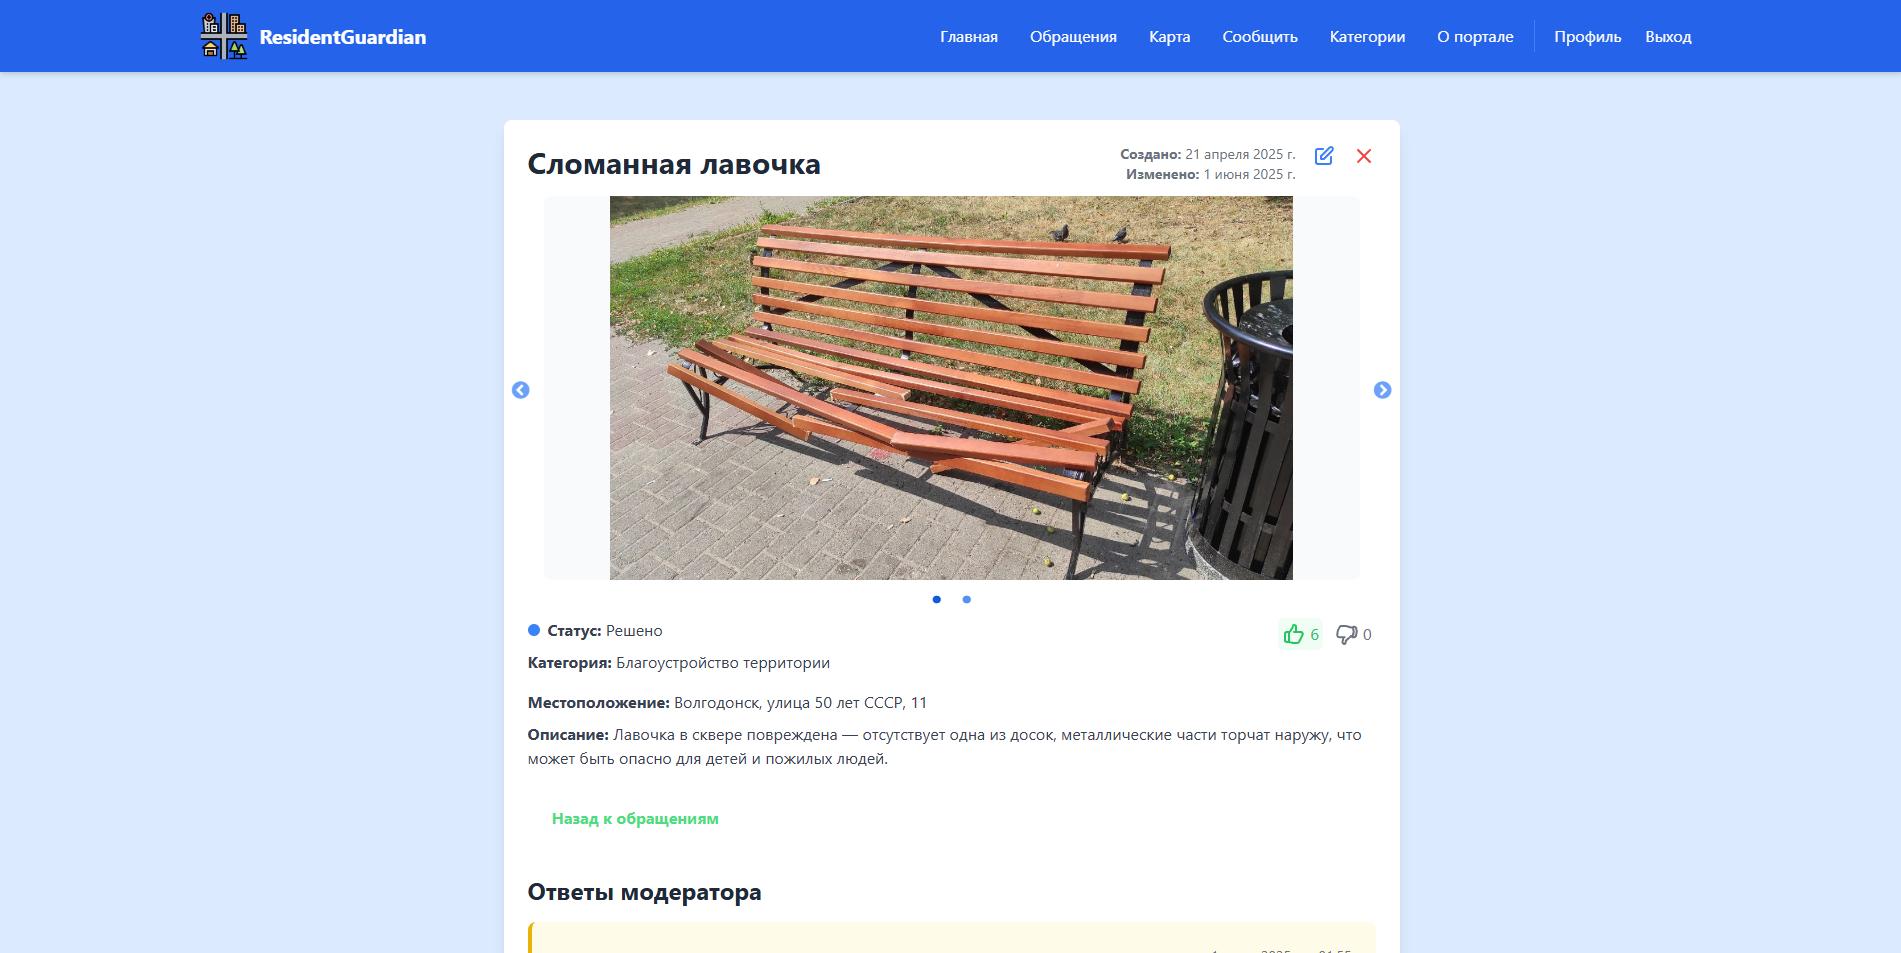 ResidentGuardian
Главная
Обращения
Карта
Сообщить
Категории
О портале
Профиль
Выход
Сломанная лавочка
Создано: 21 апреля 2025 г.
Изменено: 1 июня 2025 г.
Статус: Решено
6
0
Категория: Благоустройство территории
Местоположение: Волгодонск, улица 50 лет СССР, 11
Описание: Лавочка в сквере повреждена — отсутствует одна из досок, металлические части торчат наружу, что
может быть опасно для детей и пожилых людей.
Назад к обращениям
Ответы модератора